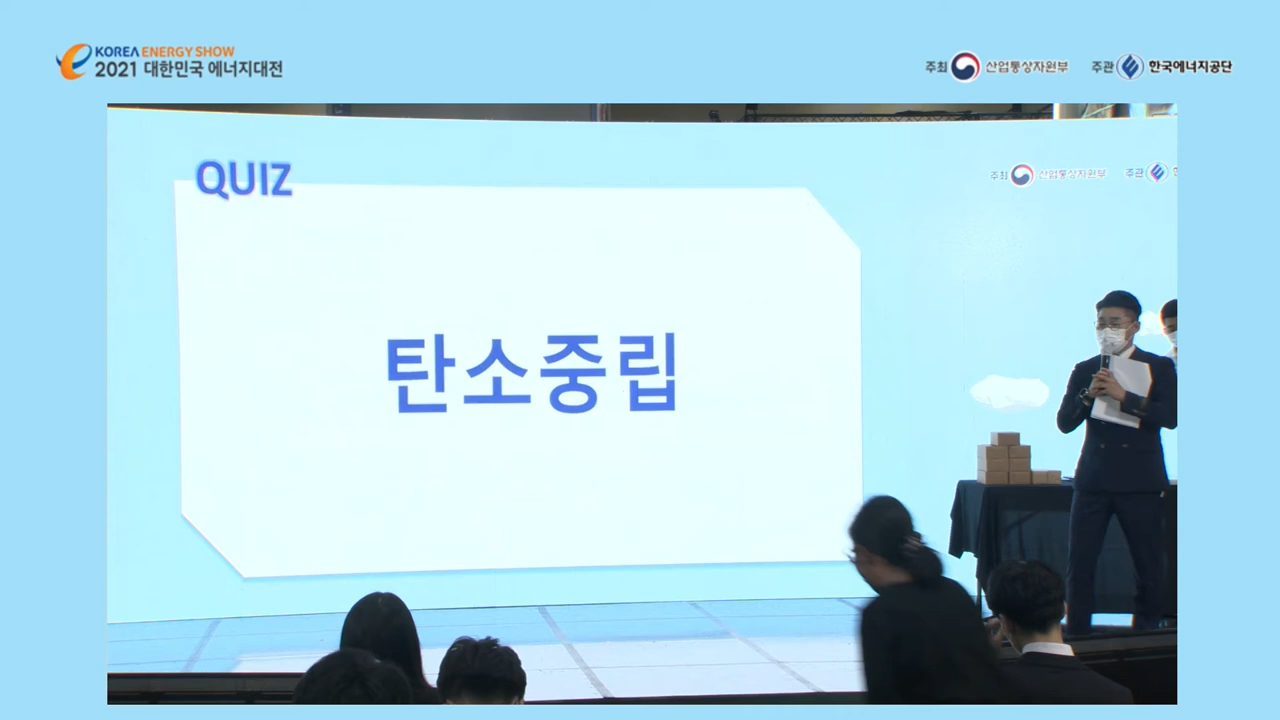 KOREA ENERGY SHOW
2021 대한민국 에너지대전
주최 산업통상자원부 주관 한국에너지공단
QUIZ
주최 산업통상자원부 주관
탄소중립